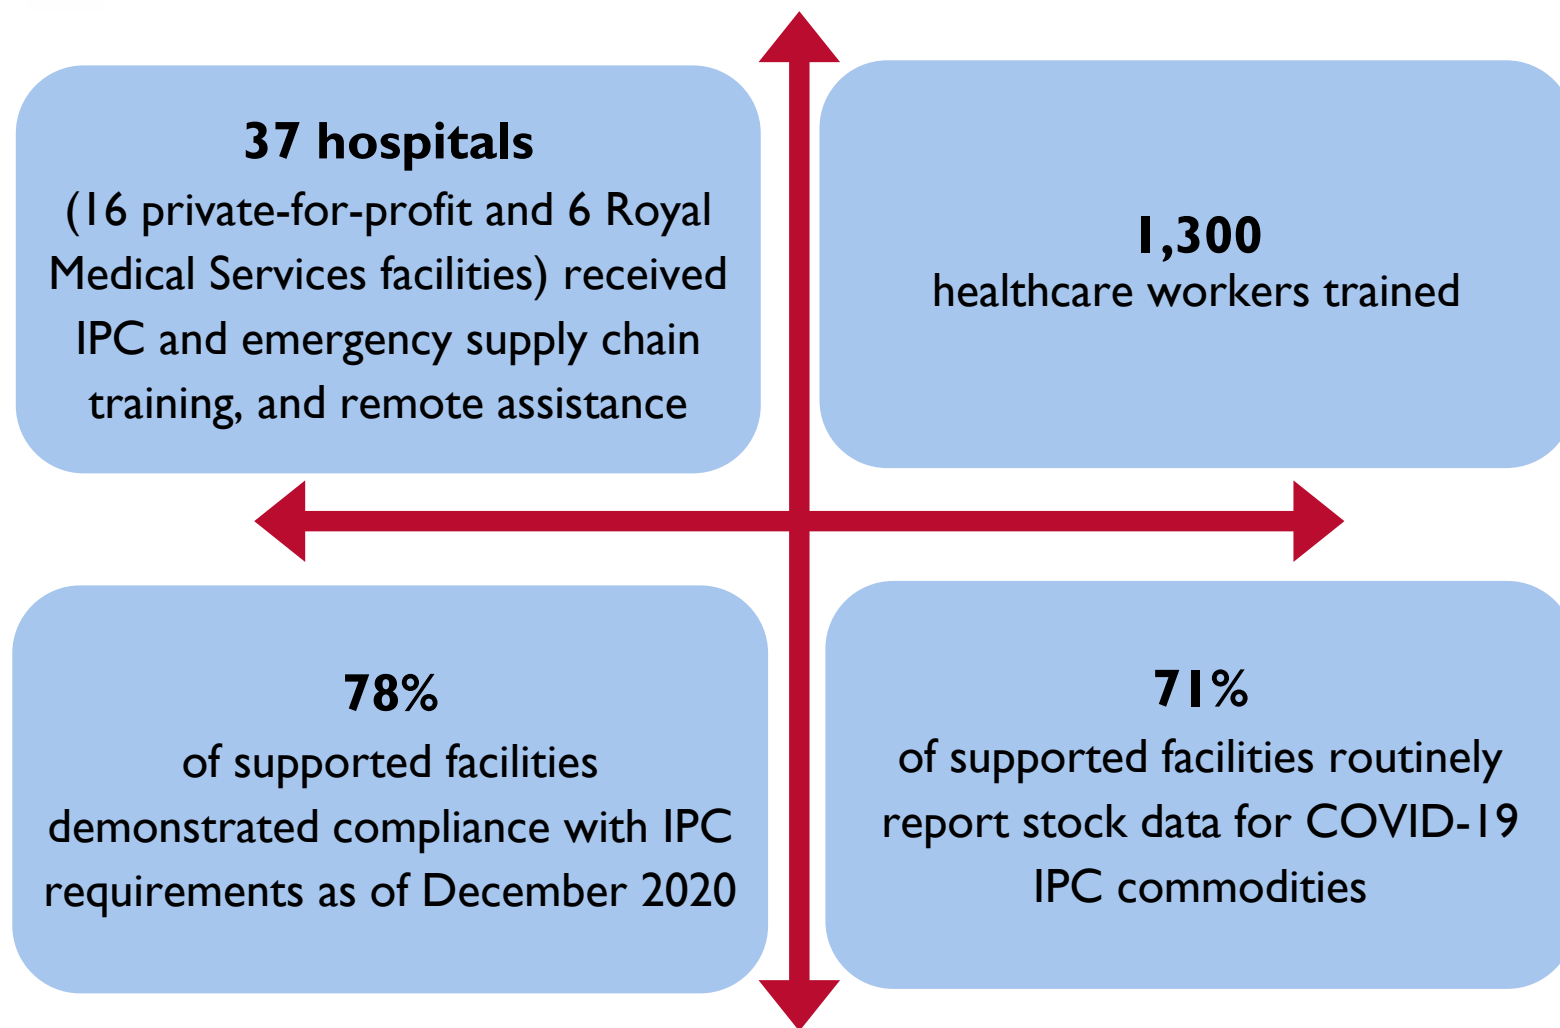 37 hospitals
(16 private-for-profit and 6 Royal
Medical Services facilities) received
IPC and emergency supply chain
training, and remote assistance
1,300
healthcare workers trained
78%
of supported facilities
demonstrated compliance with IPC
requirements as of December 2020
71%
of supported facilities routinely
report stock data for COVID-19
IPC commodities